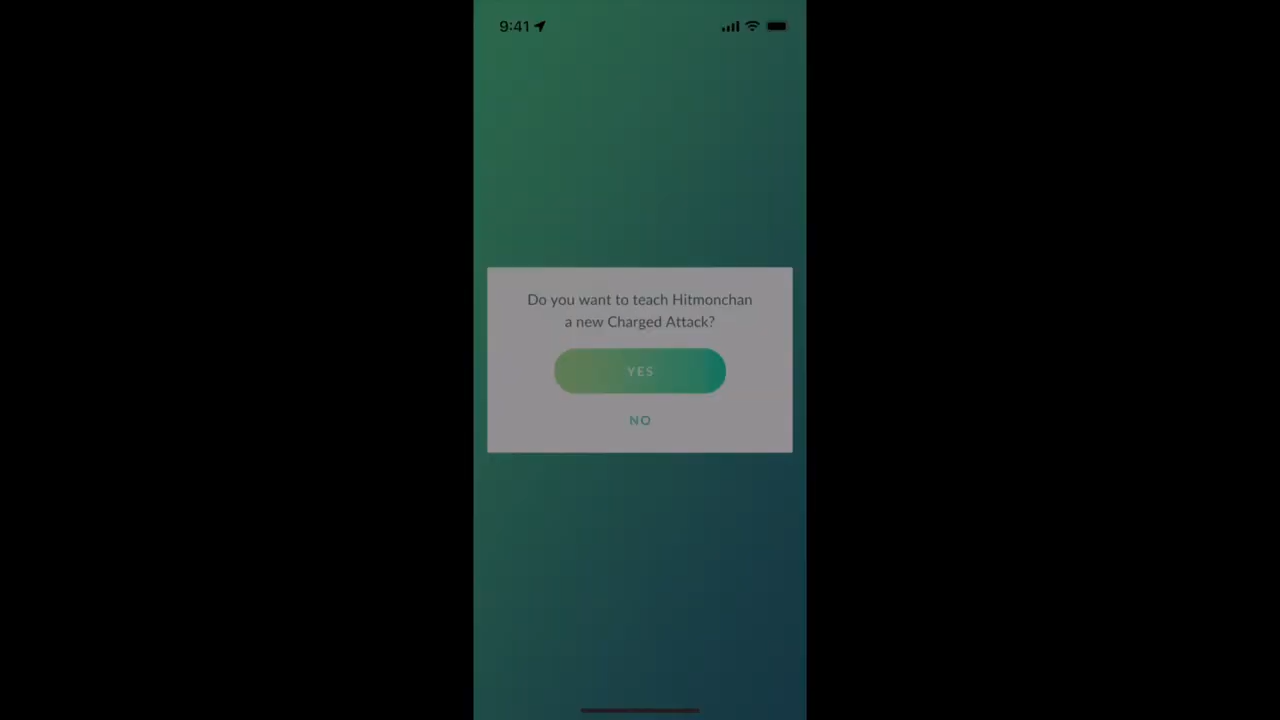 9:41
Do you want to teach Hitmonchan
a new Charged Attack?
YES
NO